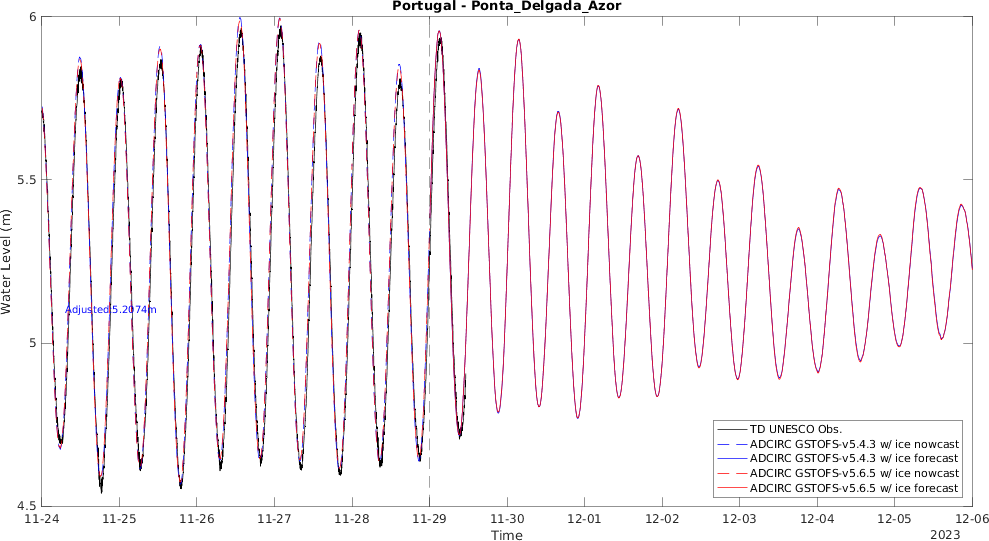 Portugal - Ponta_Delgada_Azor
Water Level (m)
6
5.5
5
4.5
Adjusted:5.2074m
TD UNESCO Obs.
ADCIRC GSTOFS-v5.4.3 w/ ice nowcast
ADCIRC GSTOFS-v5.4.3 w/ ice forecast
ADCIRC GSTOFS-v5.6.5 w/ ice nowcast
ADCIRC GSTOFS-v5.6.5 w/ ice forecast
11-24 11-25 11-26 11-27 11-28 11-29 11-30 12-01 12-02 12-03 12-04 12-05 12-06
Time
2023